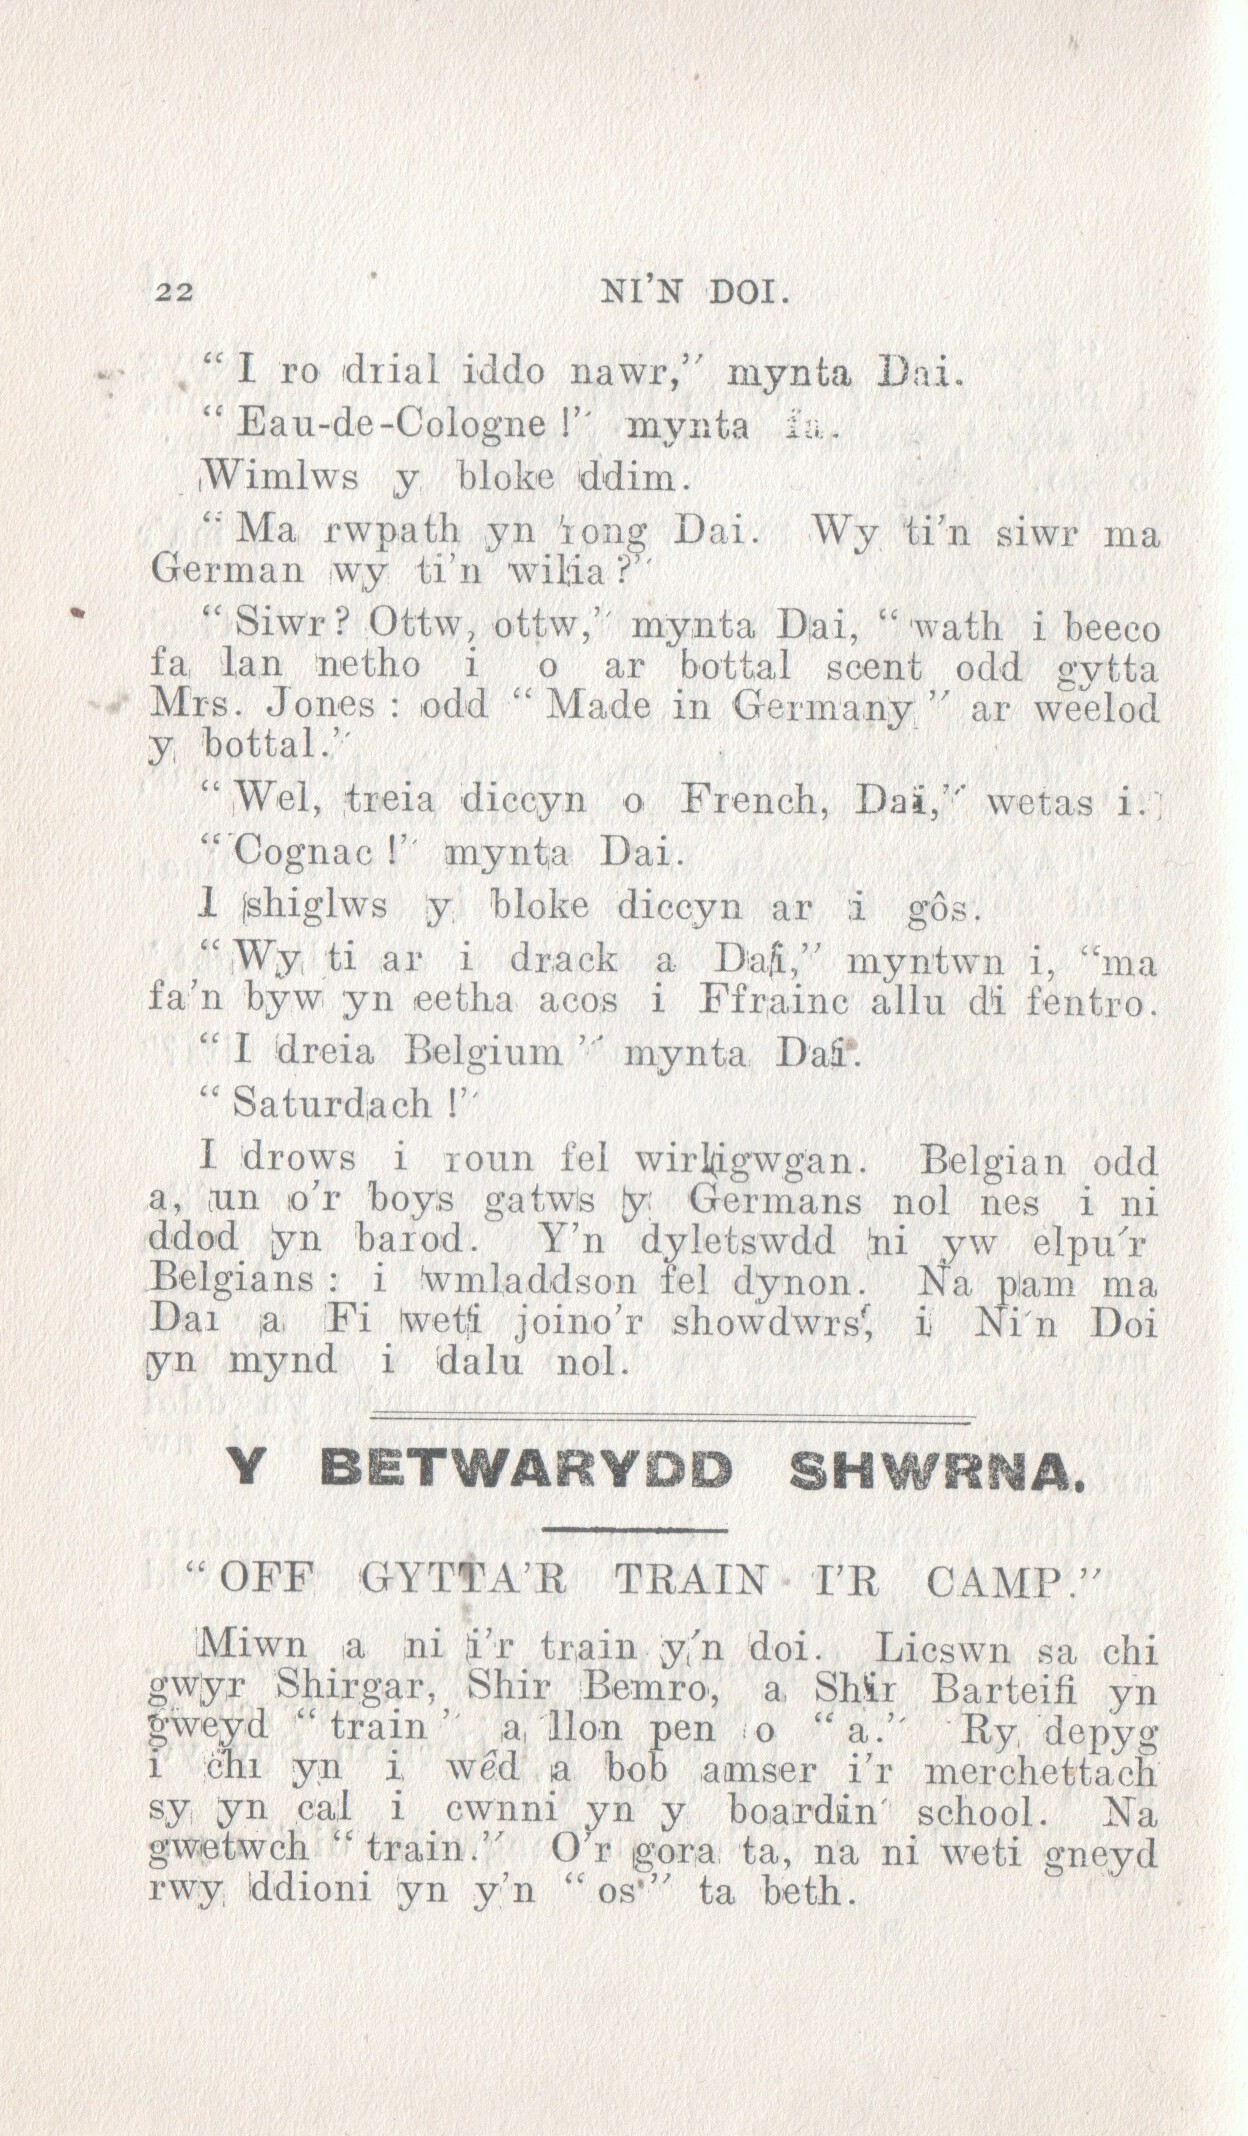 22 NI'N DOI.
“ I ro drial iddo nawr,” mynta Dai.
“ Eau-de-Cologne !” mynta fa.
Wimlws y bloke ddim.
“ Ma rwpath yn rong Dai. Wy ti'n siwr ma
German wy ti'n wilia ?”
“ Siwr ? Ottw, ottw,” mynta Dai, “ wath i beeco
fa lan netho i o ar bottal scent odd gytta
Mrs. Jones : odd “ Made in Germany ” ar weelod
y bottal.”
“ Wel, treia diccyn o French, Dai,” wetas i.
“ Cognac !” mynta Dai.
I shiglws y bloke diccyn ar i gôs.
“ Wy ti ar i drack a Dai,” myntwn i, “ma
fa'n byw yn eetha acos i Ffrainc allu di fentro.
“ I dreia Belgium ” mynta Dai.
“ Saturdach !”
I drows i roun fel wirligwgan. Belgian odd
a, un o'r boys gatws y Germans nol nes i ni
ddod yn barod. Y'n dyletswdd ni yw elpu'r
Belgians : i wmladdson fel dynon. Na pam ma
Dai a Fi weti joino'r showdwrs, i Ni'n Doi
yn mynd i dalu nol.
Y BETWARYDD SHWRNA.
“ OFF GYTTA'R TRAIN I'R CAMP.”
Miwn a ni i'r train y'n doi. Licswn sa chi
gwyr Shirgar, Shir Bemro, a Shir Barteifi yn
gweyd “ train ” a llon pen o “ a.” Ry depyg
i chi yn i wêd a bob amser i'r merchettach
sy yn cal i cwnni yn y boardin' school. Na
gwetwch “ train.” O'r gora ta, na ni weti gneyd
rwy ddioni yn y'n “ os ” ta beth.